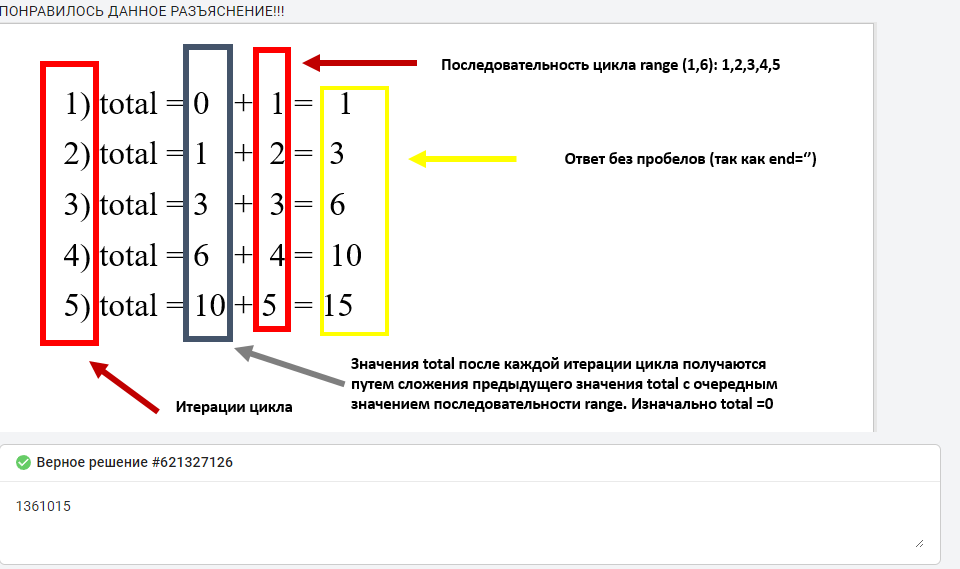 ПОНРАВИЛОСЬ ДАННОЕ РАЗЪЯСНЕНИЕ!!!
Последовательность цикла range (1,6): 1,2,3,4,5
1) total = 0 + 1 = 1
2) total = 1 + 2 = 3
Ответ без пробелов (так как end=‘’)
3) total = 3 + 3 = 6
4) total = 6 + 4 = 10
5) total = 10 + 5 = 15
Значения total после каждой итерации цикла получаются
путем сложения предыдущего значения total с очередным
значением последовательности range. Изначально total =0
Итерации цикла
Верное решение #621327126
1361015